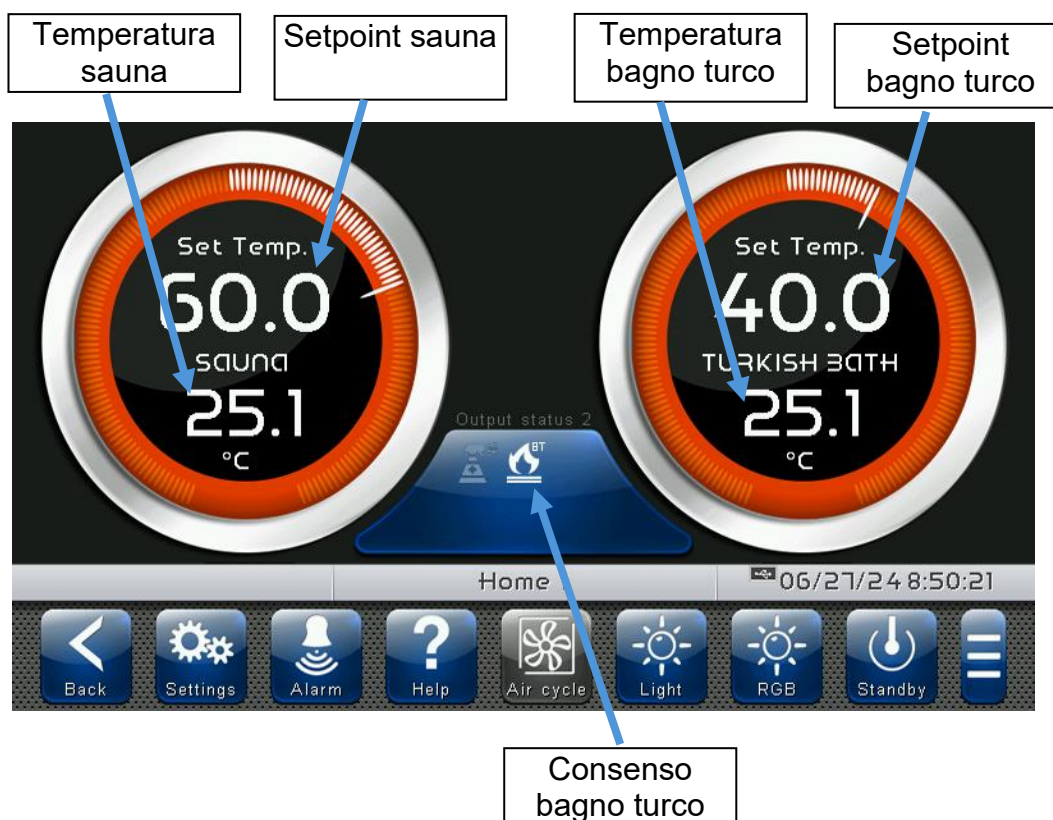 Temperatura
sauna
Setpoint sauna
Temperatura
bagno turco
Setpoint
bagno turco
Set Temp.
60.0
sauna
25.1
°C
Set Temp.
40.0
TURKISH BATH
25.1
°C
Output status 2
BT
Home
06/27/24 8:50:21
Back
Settings
Alarm
Help
Air cycle
Light
RGB
Standby
Consenso
bagno turco